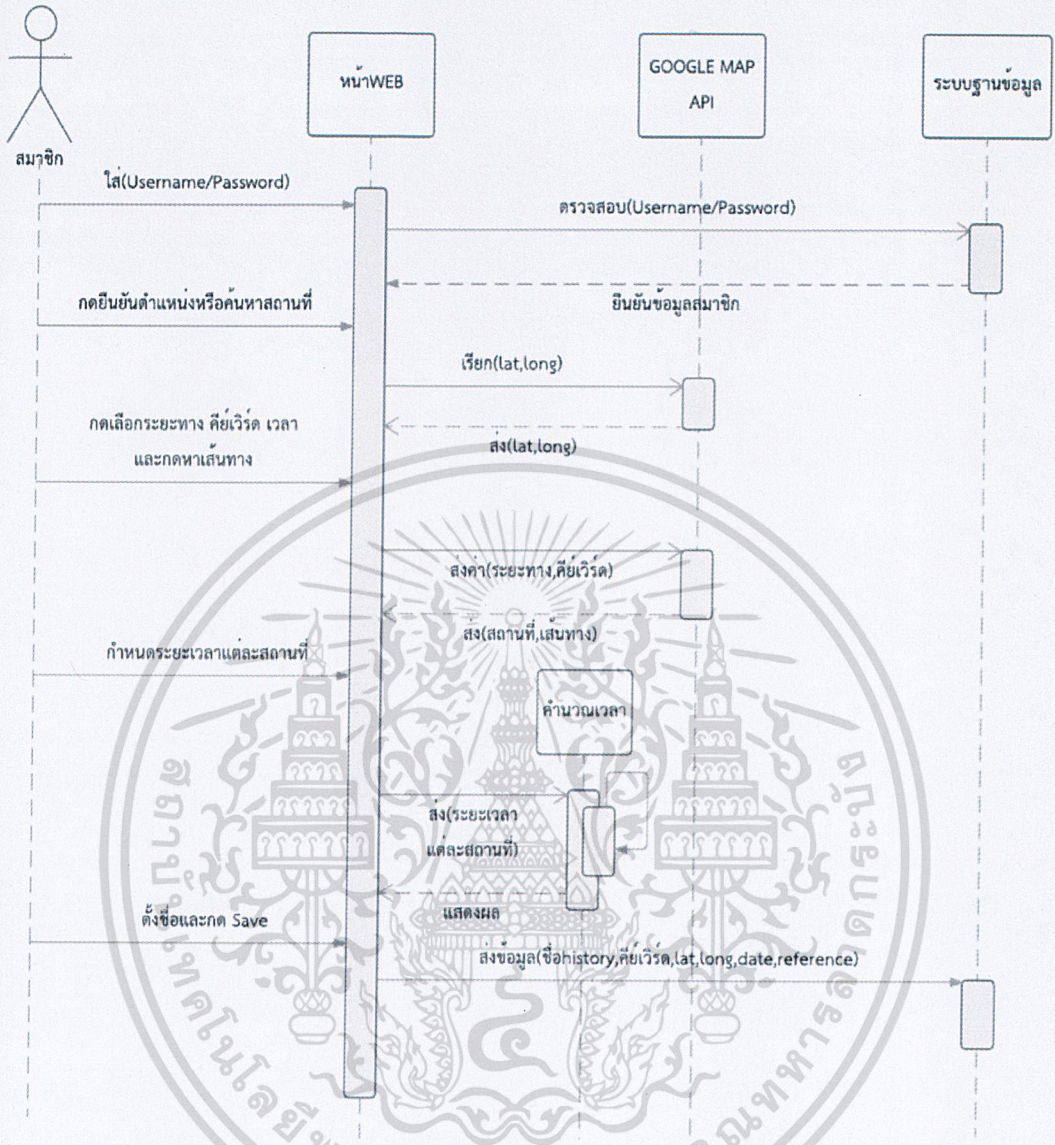 สมาชิก
หน้าWEB
GOOGLE MAP
API
ระบบฐานข้อมูล
ใส่(Username/Password)
ตรวจสอบ(Username/Password)
ยืนยันข้อมูลสมาชิก
กดยืนยันตำแหน่งหรือค้นหาสถานที่
เรียก(lat,long)
ส่ง(lat,long)
กดเลือกระยะทาง คีย์เวิร์ด เวลา
และกดหาเส้นทาง
ส่งค่า(ระยะทาง,คีย์เวิร์ด)
ส่ง(สถานที่,เส้นทาง)
กำหนดระยะเวลาแต่ละสถานที่
คำนวณเวลา
ส่ง(ระยะเวลา
แต่ละสถานที่)
แสดงผล
ตั้งชื่อและกด Save
ส่งข้อมูล(ชื่อhistory,คีย์เวิร์ด,lat,long,date,reference)